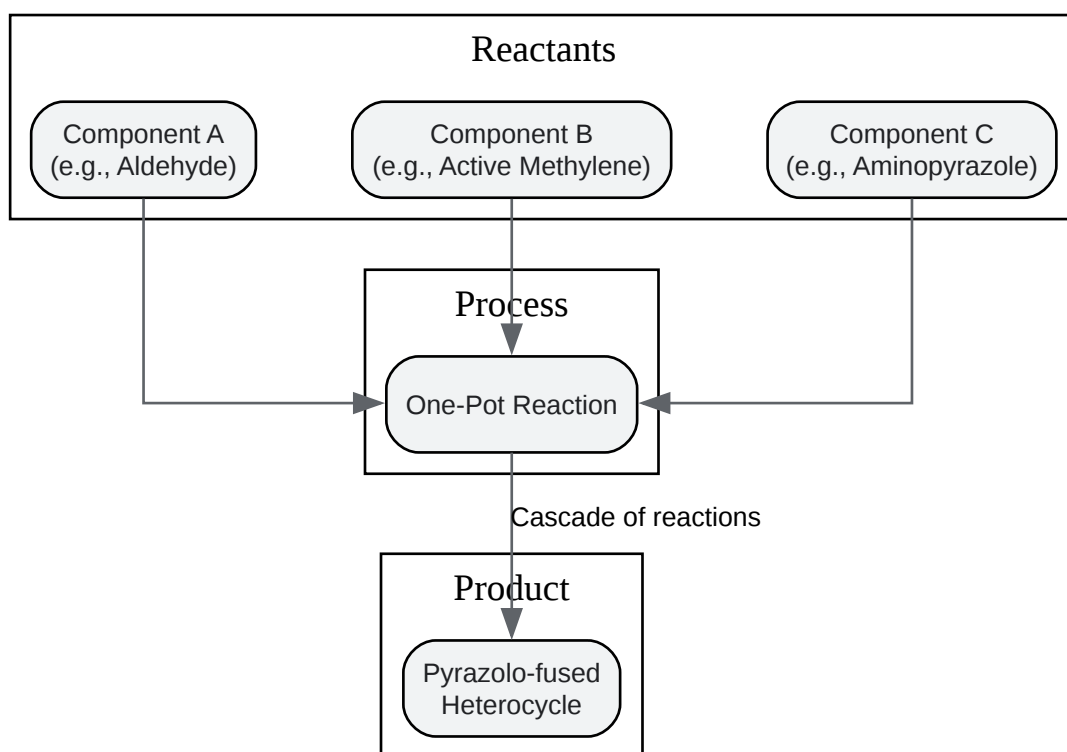 Reactants
Component A
(e.g., Aldehyde)
Component B
(e.g., Active Methylene)
Component C
(e.g., Aminopyrazole)
Process
One-Pot Reaction
Cascade of reactions
Product
Pyrazolo-fused
Heterocycle